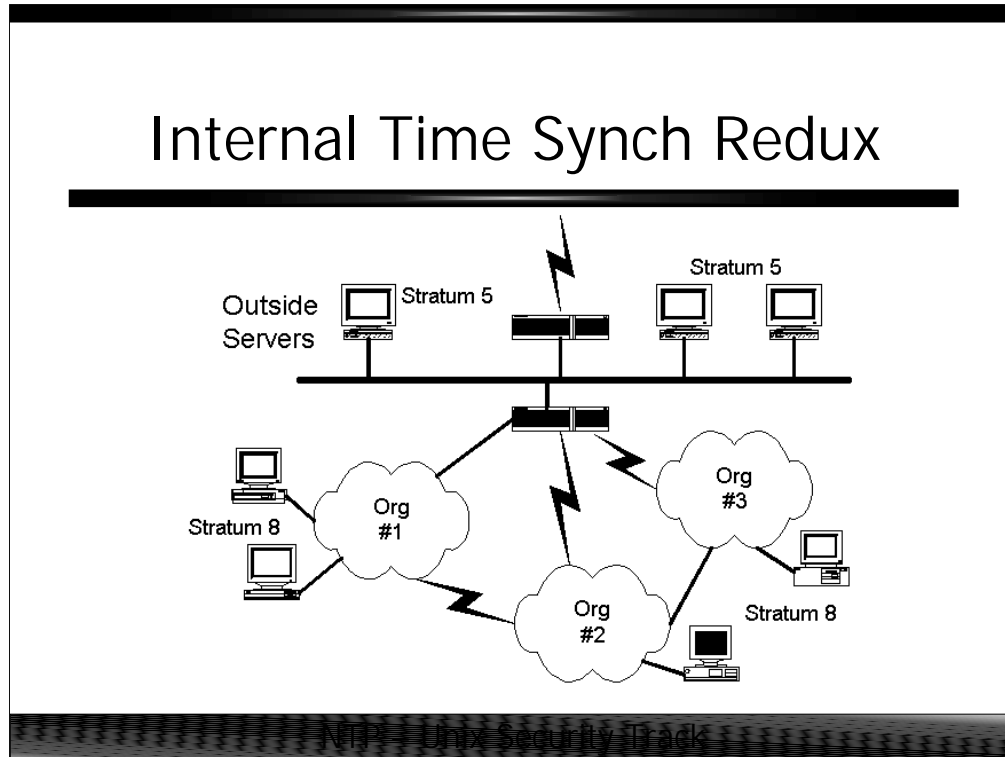 Internal Time Synch Redux
Stratum 5
Stratum 5
Outside
Servers
Org
#1
Org
#3
Stratum 8
Org
#2
Stratum 8
NTP - Unix Security Track